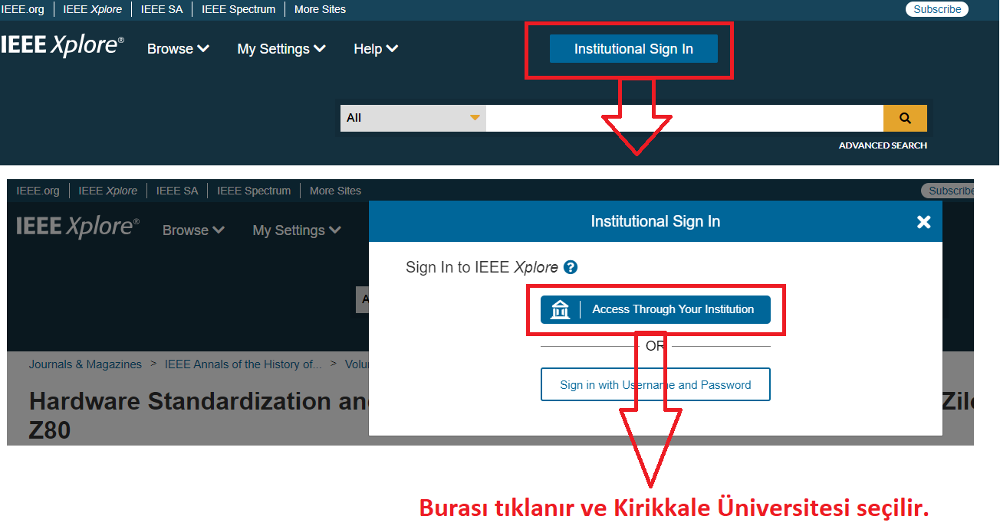 IEEE.org IEEE Xplore IEEE SA IEEE Spectrum More Sites Subscribe
IEEE Xplore® Browse My Settings Help Institutional Sign In
All
ADVANCED SEARCH
IEEE.org IEEE Xplore IEEE SA IEEE Spectrum More Sites Subscribe
IEEE Xplore® Browse My Settings
Institutional Sign In
Sign In to IEEE Xplore ?
A
Access Through Your Institution
OR
Sign in with Username and Password
Journals & Magazines > IEEE Annals of the History of... > Volu
Hardware Standardization an Zilo
Z80
Burası tıklanır ve Kirikkale Üniversitesi seçilir.